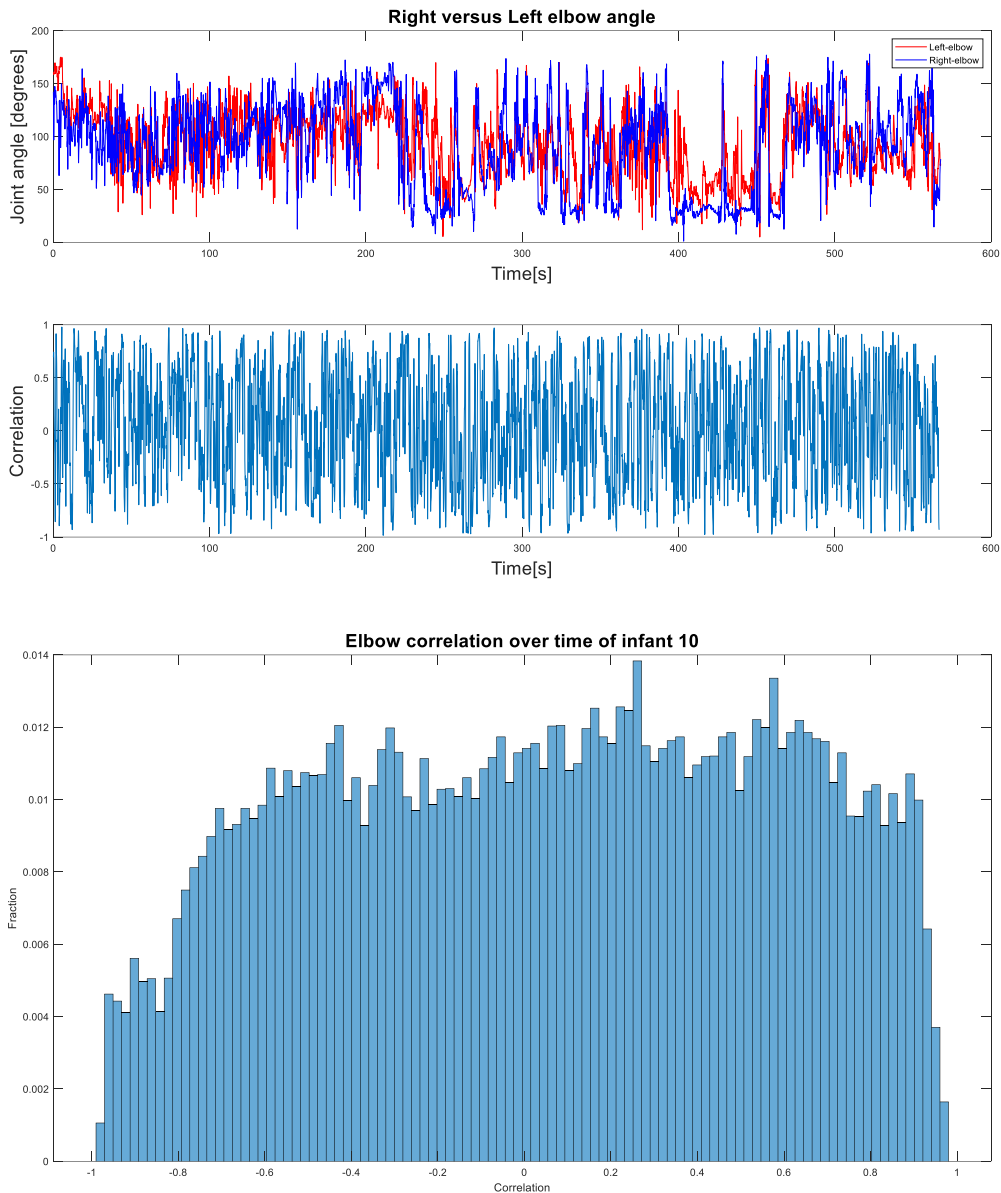 Right versus Left elbow angle
Joint angle [degrees]
200
150
100
50
0
Left-elbow
Right-elbow
0 100 200 300 400 500 600
Time[s]
Correlation
1
0.5
0
-0.5
-1
0 100 200 300 400 500 600
Time[s]
Elbow correlation over time of infant 10
Fraction
0.014
0.012
0.01
0.008
0.006
0.004
0.002
0
-1 -0.8 -0.6 -0.4 -0.2 0 0.2 0.4 0.6 0.8 1
Correlation